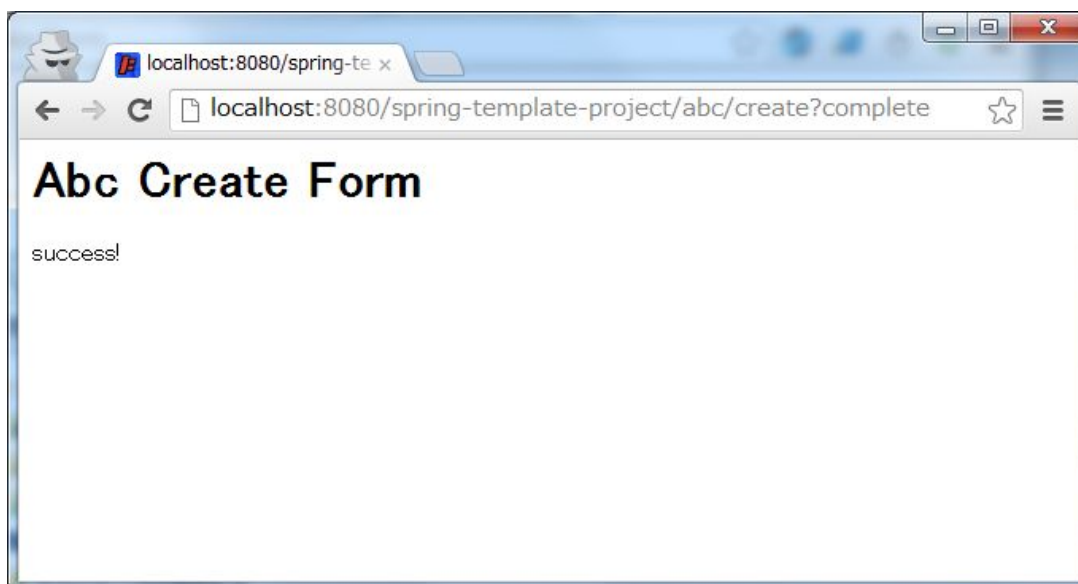 localhost:8080/spring-te
localhost:8080/spring-template-project/abc/create?complete
Abc Create Form
success!